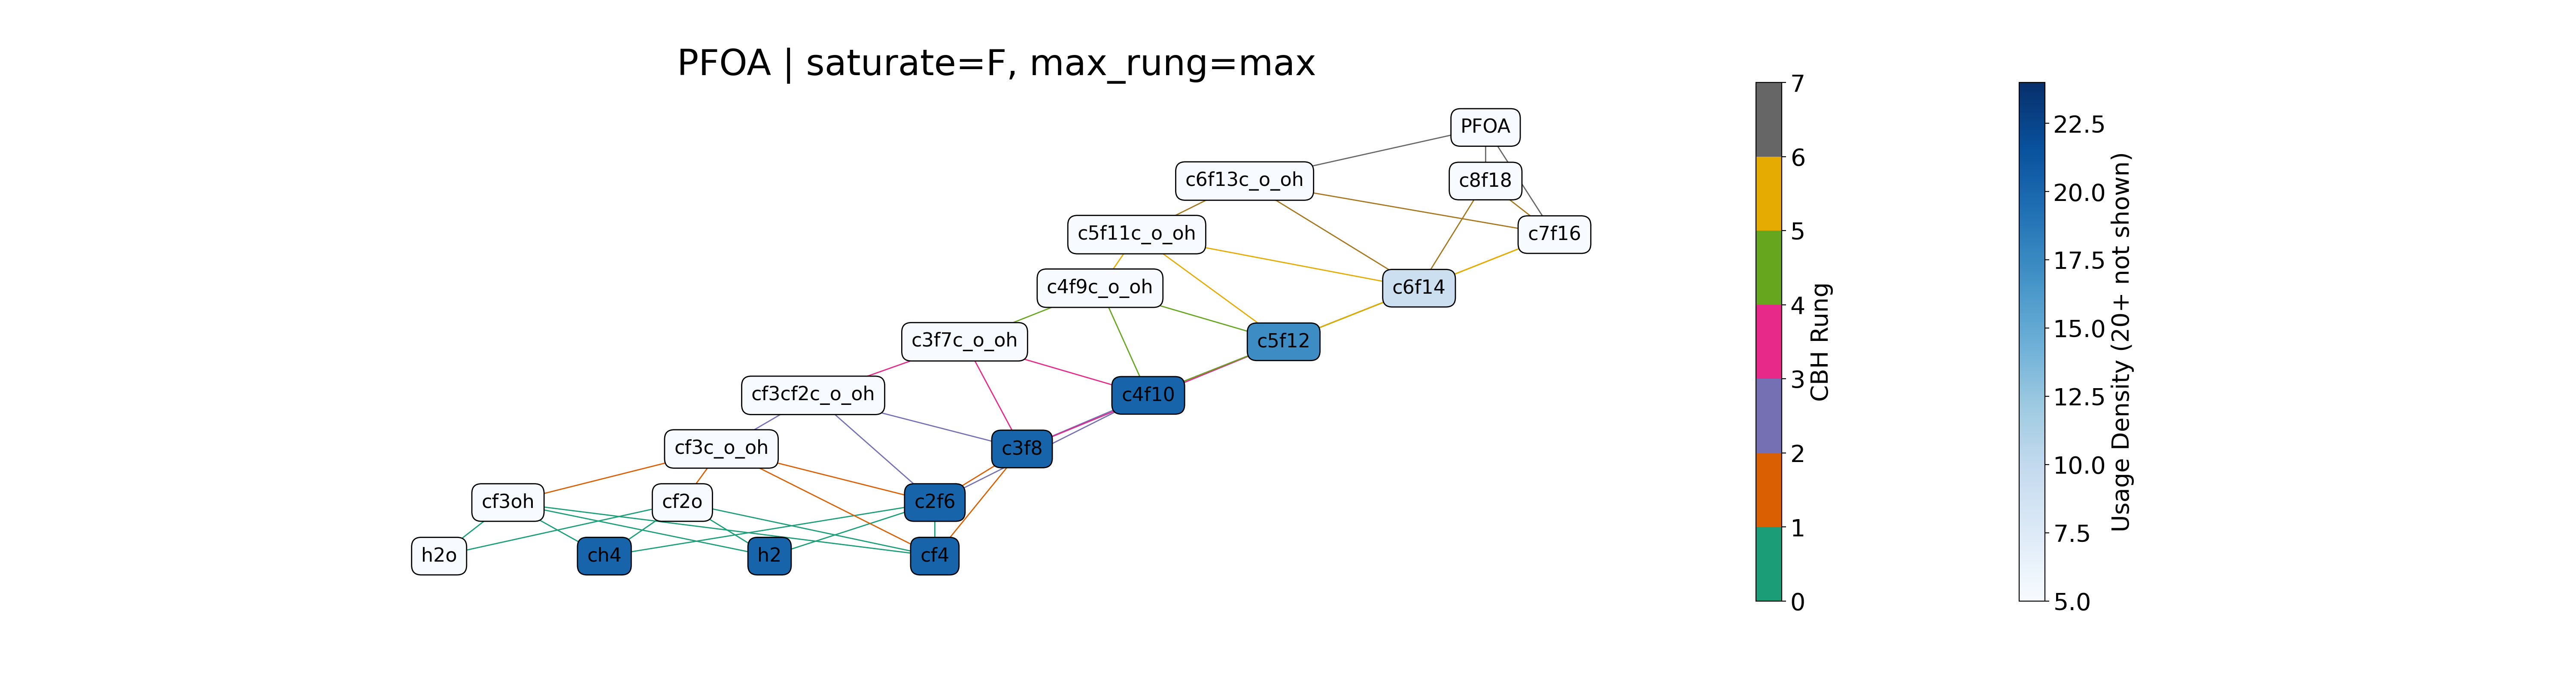 PFOA | saturate=F, max_rung=max
PFOA
c6f13c_o_oh
c8f18
c5f11c_o_oh
c7f16
c4f9c_o_oh
c6f14
c3f7c_o_oh
c5f12
cf3cf2c_o_oh
c4f10
cf3c_o_oh
c3f8
cf3oh
cf2o
c2f6
h2o
ch4
h2
cf4
7
6
5
4
3
2
1
0
CBH Rung
22.5
20.0
17.5
15.0
12.5
10.0
7.5
5.0
Usage Density (20+ not shown)